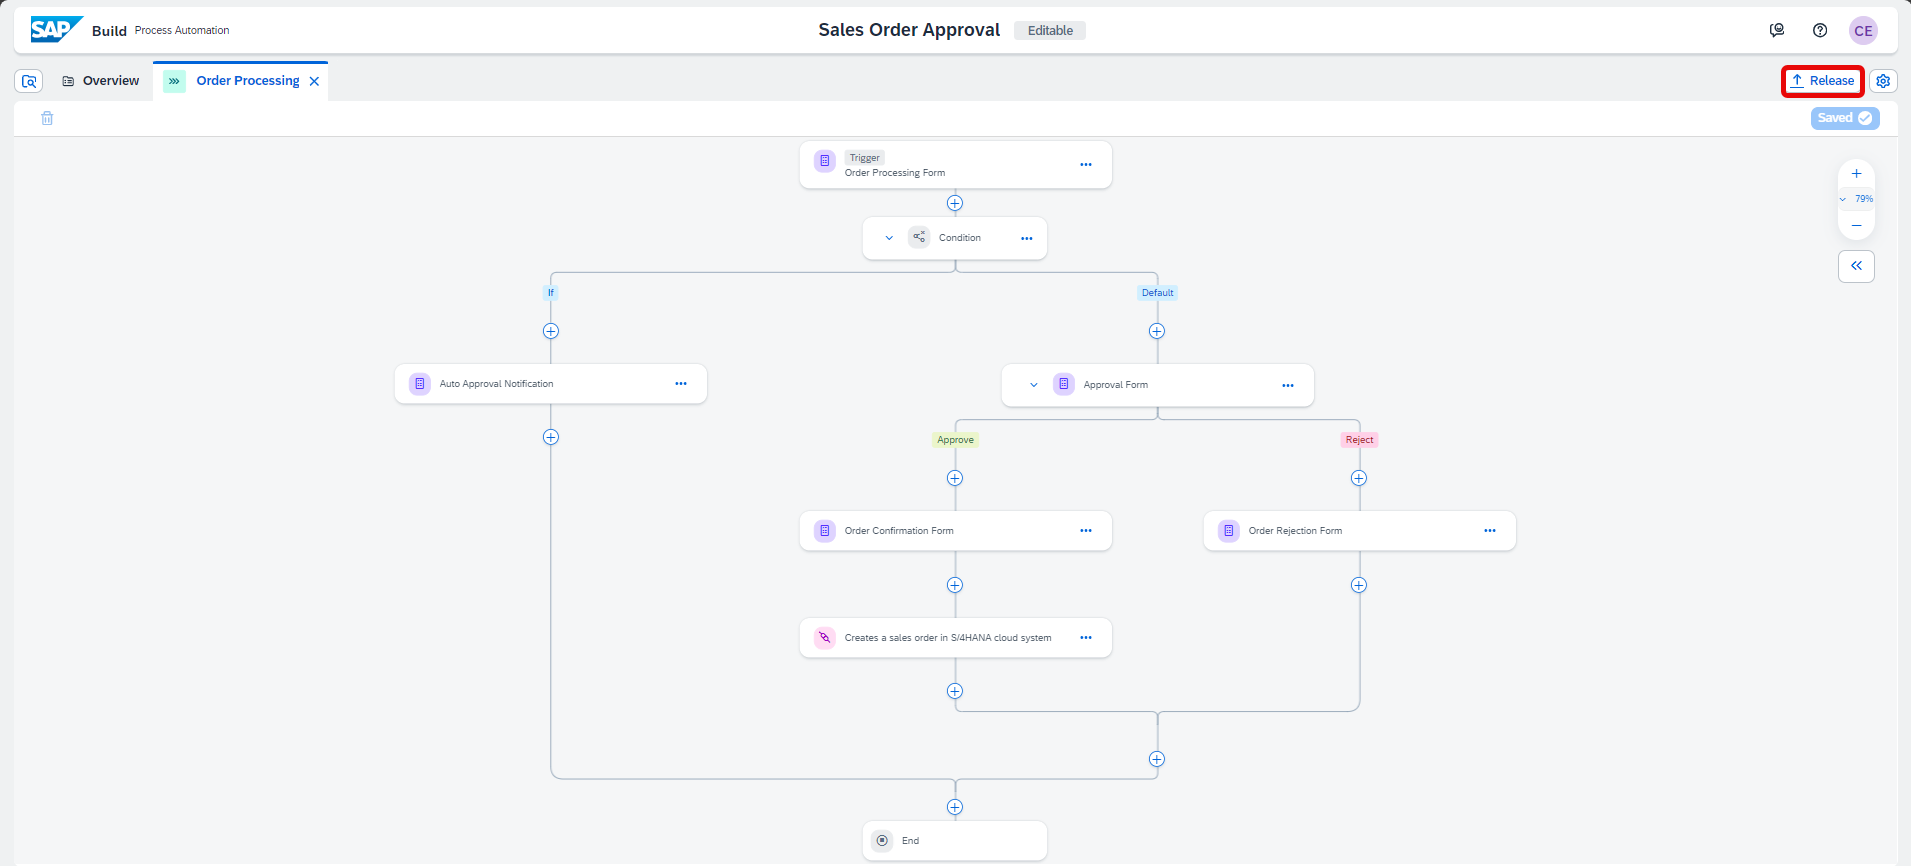 SAP Build Process Automation
Sales Order Approval Editable
CE
Overview
Order Processing
Release
Saved
Trigger
Order Processing Form
79%
Condition
If
Default
Auto Approval Notification
Approval Form
Approve
Reject
Order Confirmation Form
Order Rejection Form
Creates a sales order in S/4HANA cloud system
End